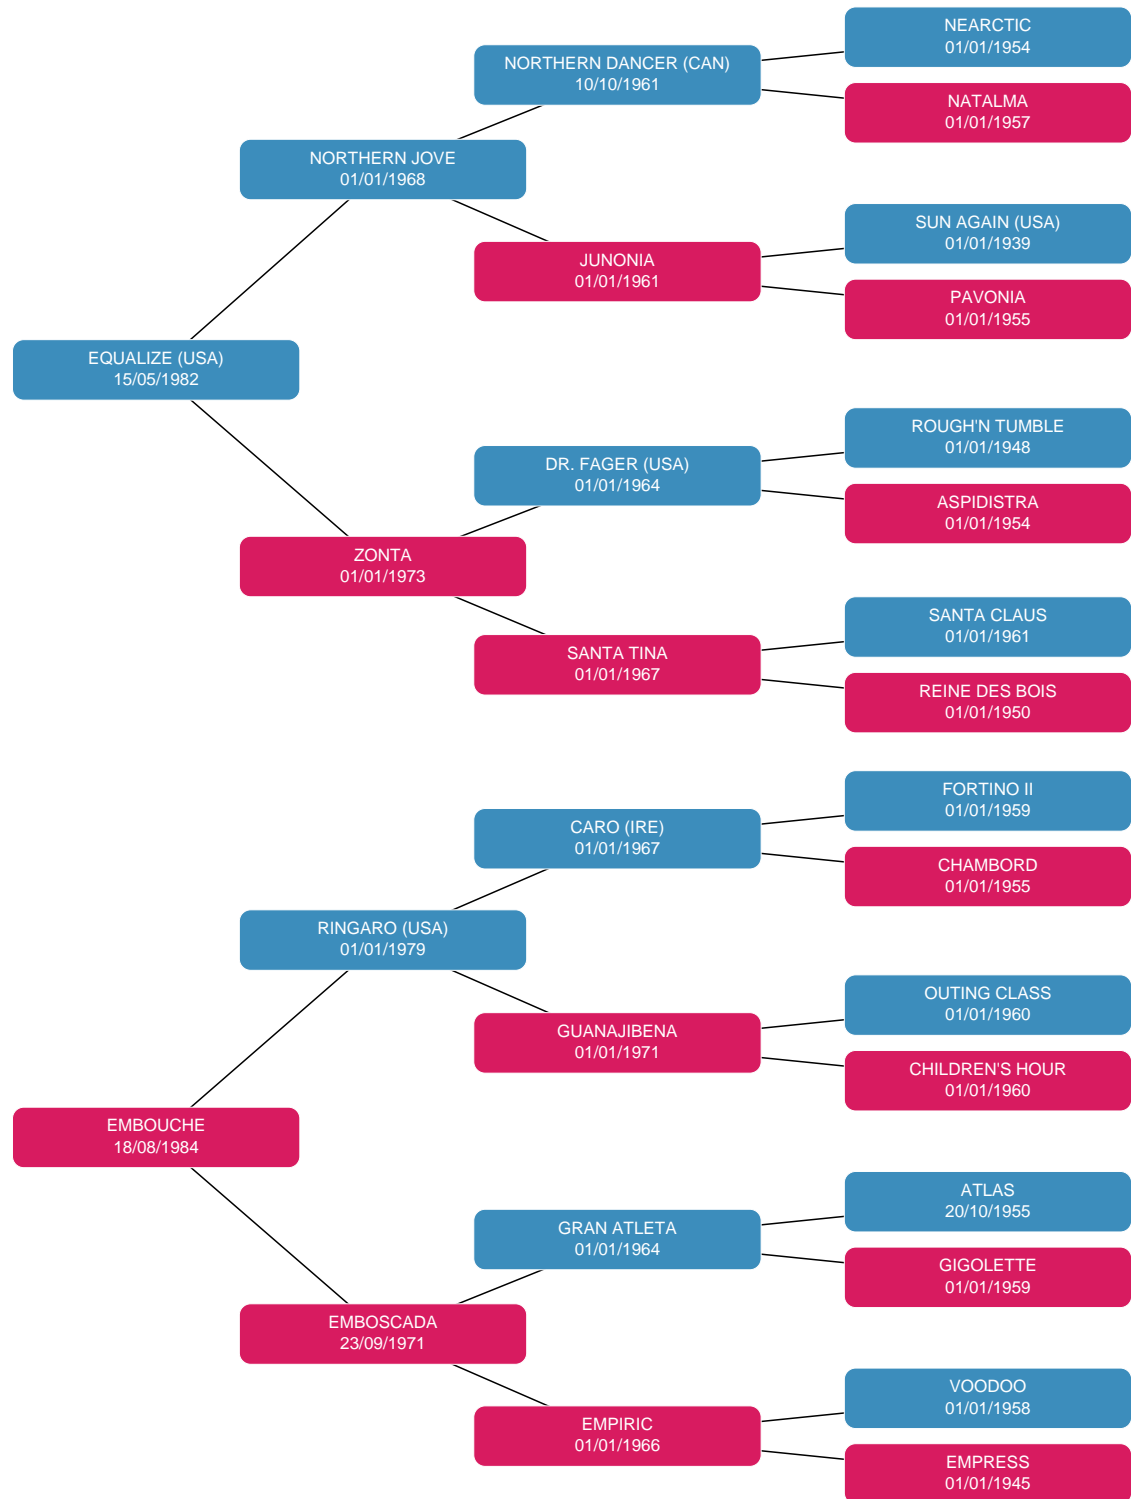 NEARCTIC
01/01/1954
NORTHERN DANCER (CAN)
10/10/1961
NATALMA
01/01/1957
NORTHERN JOVE
01/01/1968
SUN AGAIN (USA)
01/01/1939
JUNONIA
01/01/1961
PAVONIA
01/01/1955
EQUALIZE (USA)
15/05/1982
ROUGH'N TUMBLE
01/01/1948
DR. FAGER (USA)
01/01/1964
ASPIDISTRA
01/01/1954
ZONTA
01/01/1973
SANTA CLAUS
01/01/1961
SANTA TINA
01/01/1967
REINE DES BOIS
01/01/1950
FORTINO II
01/01/1959
CARO (IRE)
01/01/1967
CHAMBORD
01/01/1955
RINGARO (USA)
01/01/1979
OUTING CLASS
01/01/1960
GUANAJIBENA
01/01/1971
CHILDREN'S HOUR
01/01/1960
EMBOUCHE
18/08/1984
ATLAS
20/10/1955
GRAN ATLETA
01/01/1964
GIGOLETTE
01/01/1959
EMBOSCADA
23/09/1971
VOODOO
01/01/1958
EMPIRIC
01/01/1966
EMPRESS
01/01/1945